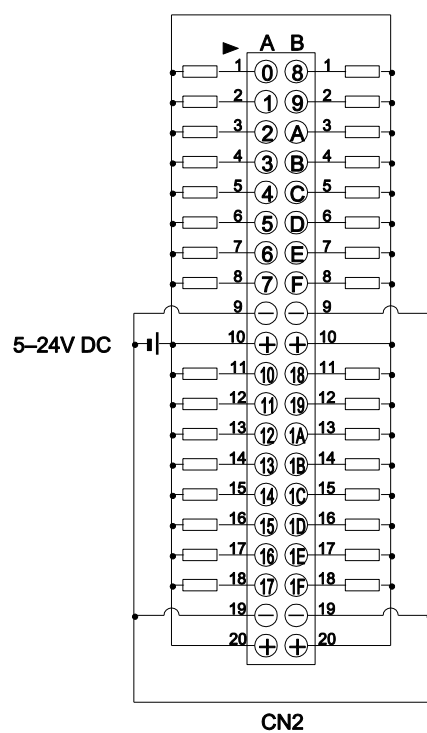 A B
1 0 8 1
2 1 9 2
3 2 A 3
4 3 B 4
5 4 C 5
6 5 D 6
7 6 E 7
8 7 F 8
9 − − 9
5–24V DC 10 + + 10
11 10 18 11
12 11 19 12
13 12 1A 13
14 13 1B 14
15 14 1C 15
16 15 1D 16
17 16 1E 17
18 17 1F 18
19 − − 19
20 + + 20
CN2